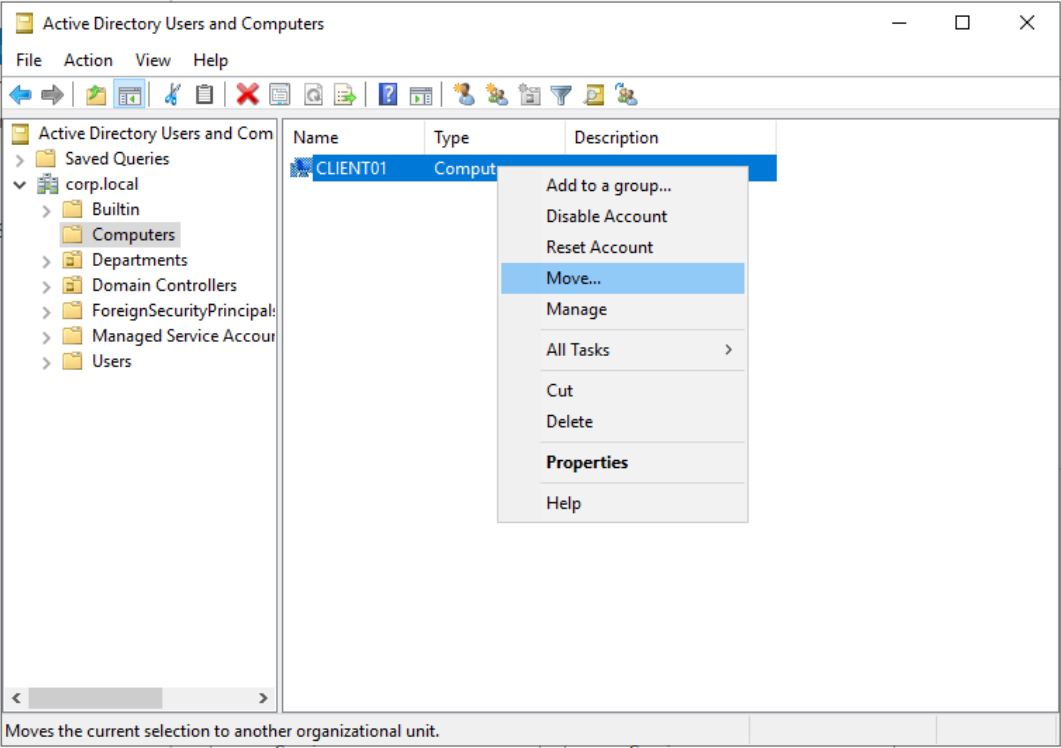 Active Directory Users and Computers
File Action View Help
Active Directory Users and Com
Saved Queries
corp.local
Builtin
Computers
Departments
Domain Controllers
ForeignSecurityPrincipals
Managed Service Accour
Users
Name Type Description
CLIENT01 Comput
Add to a group...
Disable Account
Reset Account
Move...
Manage
All Tasks
Cut
Delete
Properties
Help
Moves the current selection to another organizational unit.